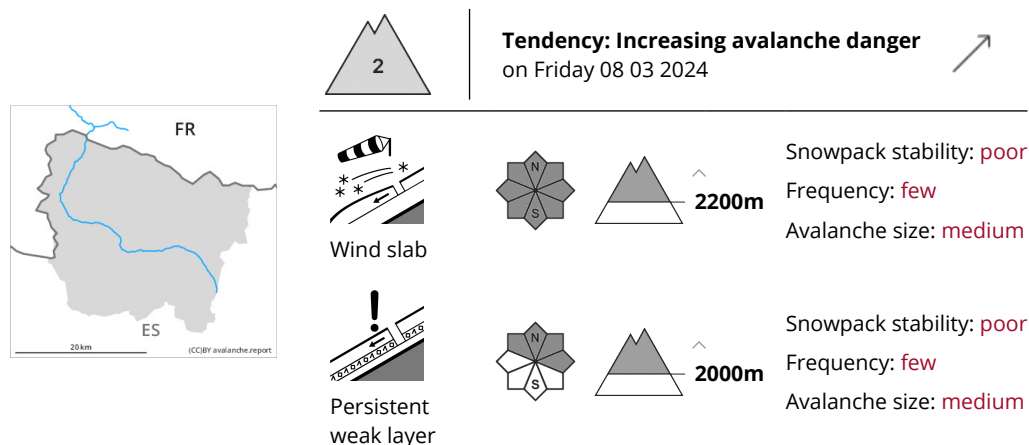 2
Tendency: Increasing avalanche danger
on Friday 08 03 2024
FR
ES
20 km
(CC)BY avalanche.report
N
S
2200m
Snowpack stability: poor
Frequency: few
Avalanche size: medium
Wind slab
N
S
2000m
Snowpack stability: poor
Frequency: few
Avalanche size: medium
Persistent
weak layer